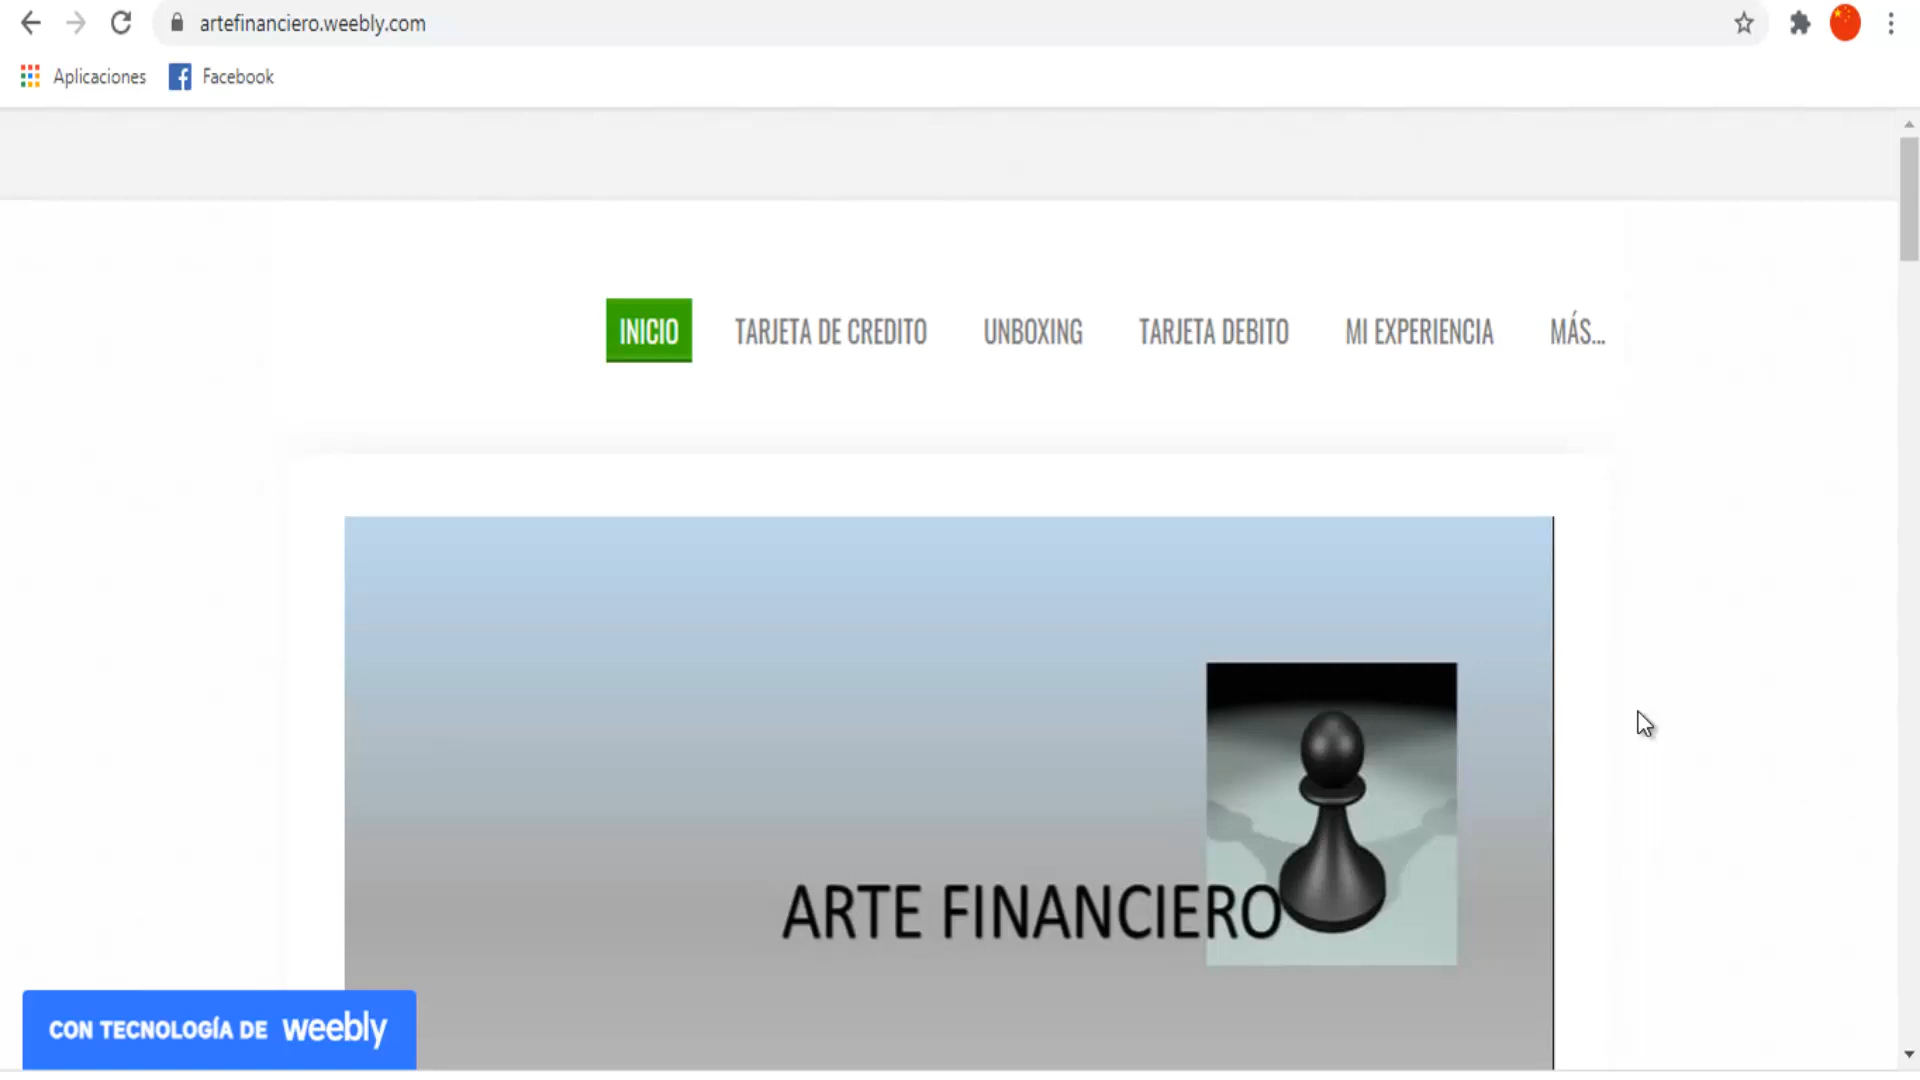 artefinanciero.weebly.com
Aplicaciones Facebook
INICIO TARJETA DE CREDITO UNBOXING TARJETA DEBITO MI EXPERIENCIA MÁS...
ARTE FINANCIERO
CON TECNOLOGÍA DE weebly